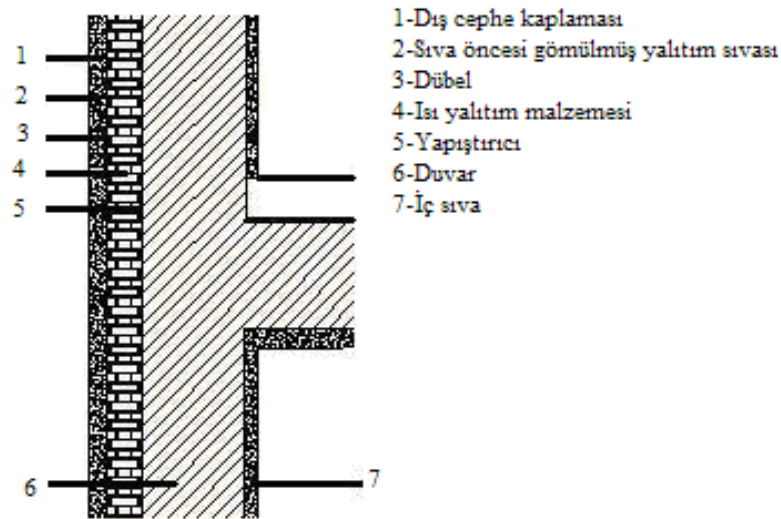 1-Dış cephe kaplaması
2-Sıva öncesi gömülmüş yalıtım sıvası
3-Dübel
4-Isı yalıtım malzemesi
5-Yapıştırıcı
6-Duvar
7-İç sıva
1
2
3
4
5
6
7